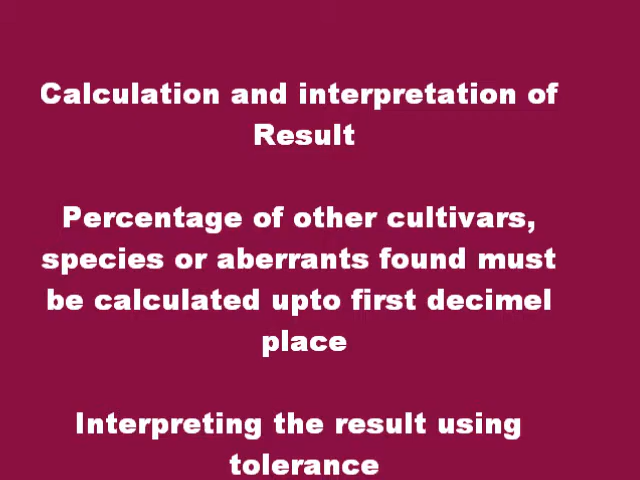 Calculation and interpretation of
Result
Percentage of other cultivars,
species or aberrants found must
be calculated upto first decimel
place
Interpreting the result using
tolerance